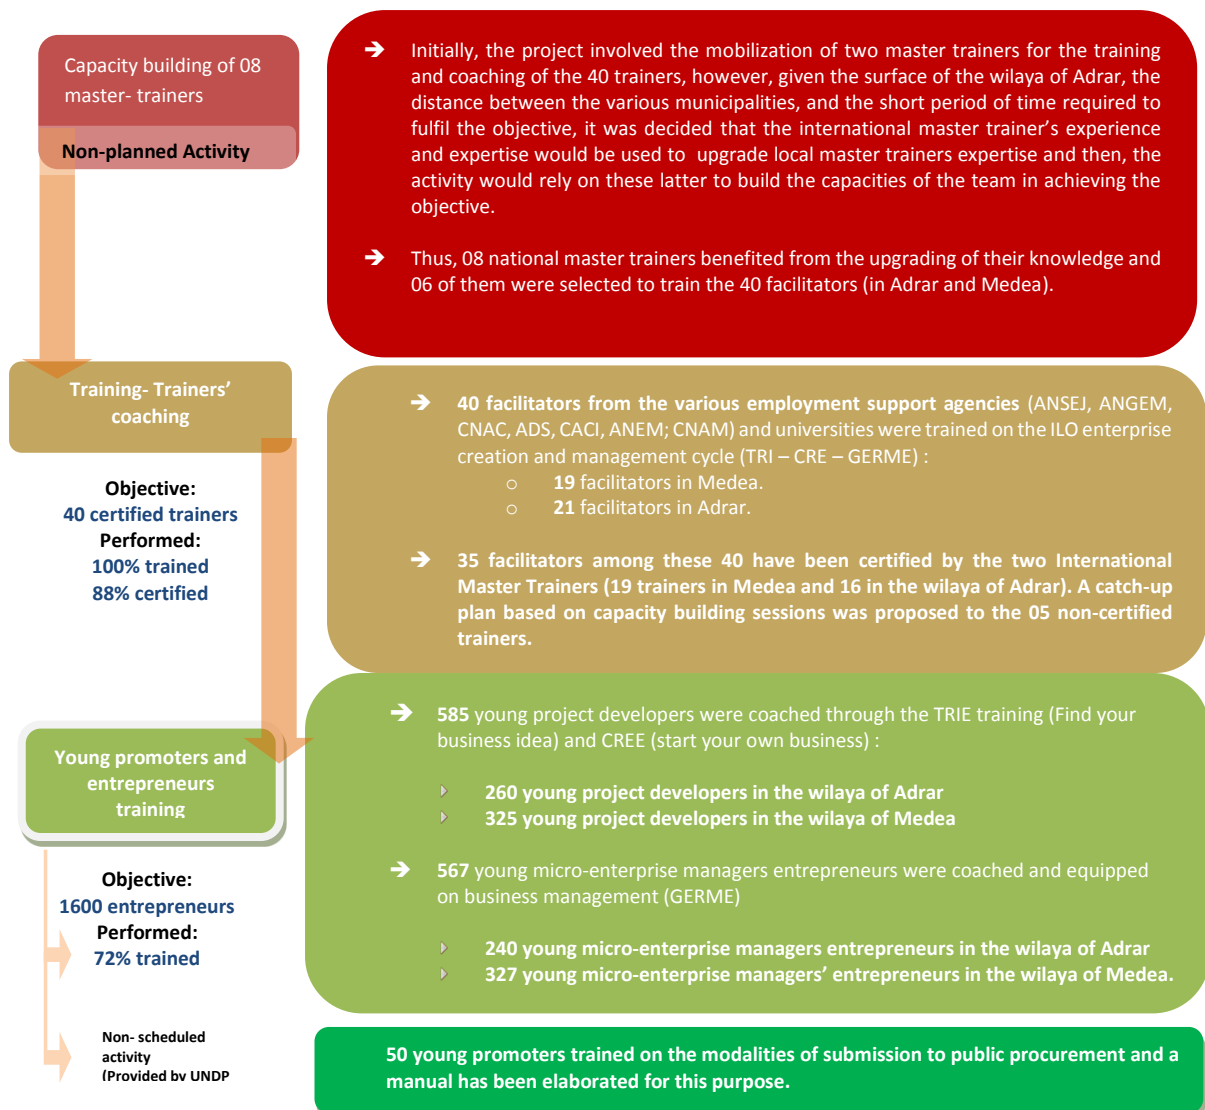 Capacity building of 08
master- trainers
Non-planned Activity
➔ Initially, the project involved the mobilization of two master trainers for the training
and coaching of the 40 trainers, however, given the surface of the wilaya of Adrar, the
distance between the various municipalities, and the short period of time required to
fulfil the objective, it was decided that the international master trainer's experience
and expertise would be used to upgrade local master trainers expertise and then, the
activity would rely on these latter to build the capacities of the team in achieving the
objective.
➔ Thus, 08 national master trainers benefited from the upgrading of their knowledge and
06 of them were selected to train the 40 facilitators (in Adrar and Medea).
Training- Trainers'
coaching
Objective:
40 certified trainers
Performed:
100% trained
88% certified
➔ 40 facilitators from the various employment support agencies (ANSEJ, ANGEM,
CNAC, ADS, CACI, ANEM; CNAM) and universities were trained on the ILO enterprise
creation and management cycle (TRI – CRE – GERME) :
o 19 facilitators in Medea.
o 21 facilitators in Adrar.
➔ 35 facilitators among these 40 have been certified by the two International
Master Trainers (19 trainers in Medea and 16 in the wilaya of Adrar). A catch-up
plan based on capacity building sessions was proposed to the 05 non-certified
trainers.
Young promoters and
entrepreneurs
training
Objective:
1600 entrepreneurs
Performed:
72% trained
➔ 585 young project developers were coached through the TRIE training (Find your
business idea) and CREE (start your own business) :
260 young project developers in the wilaya of Adrar
325 young project developers in the wilaya of Medea
➔ 567 young micro-enterprise managers entrepreneurs were coached and equipped
on business management (GERME)
240 young micro-enterprise managers entrepreneurs in the wilaya of Adrar
327 young micro-enterprise managers' entrepreneurs in the wilaya of Medea.
Non- scheduled
activity
(Provided by UNDP
50 young promoters trained on the modalities of submission to public procurement and a
manual has been elaborated for this purpose.